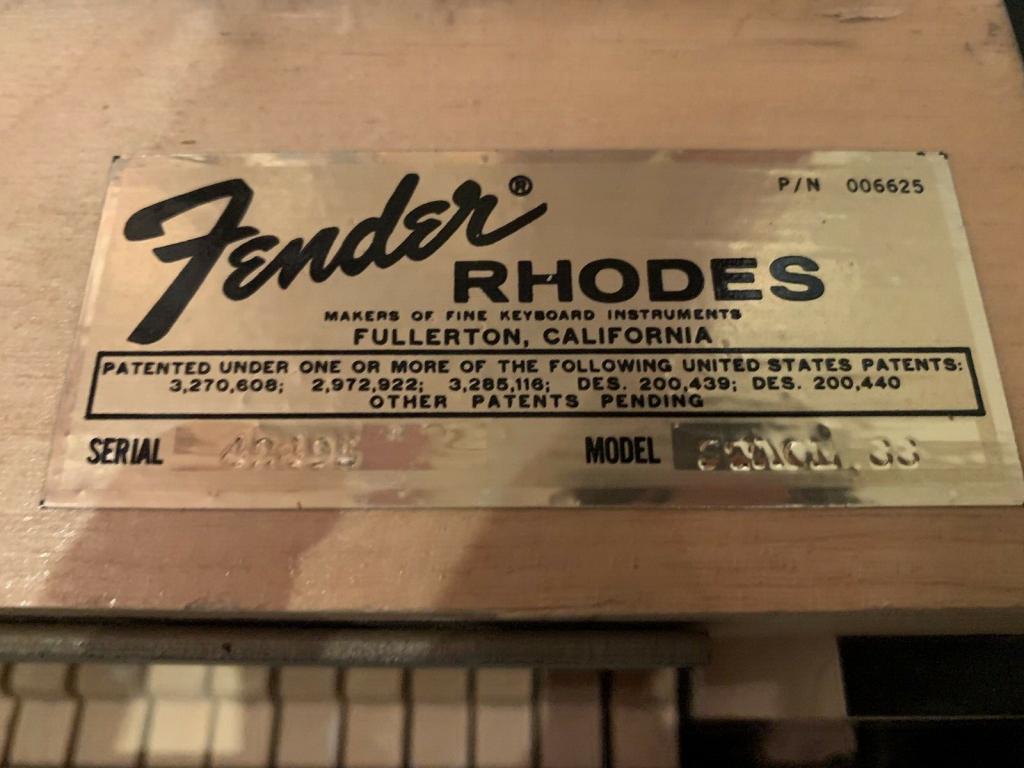 Fender®
P/N 006625
RHODES
MAKERS OF FINE KEYBOARD INSTRUMENTS
FULLERTON, CALIFORNIA
PATENTED UNDER ONE OR MORE OF THE FOLLOWING UNITED STATES PATENTS:
3,270,608; 2,972,922; 3,285,116; DES. 200,439; DES. 200,440
OTHER PATENTS PENDING
SERIAL
MODEL